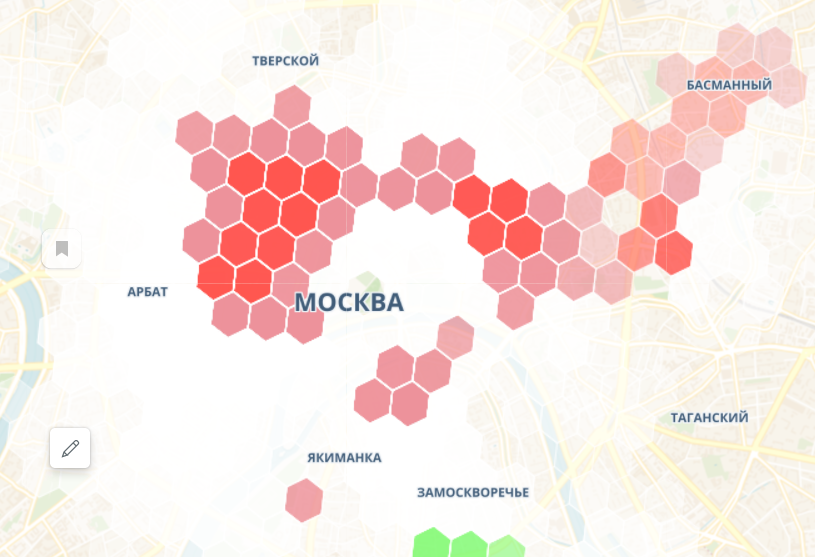 ТВЕРСКОЙ
БАСМАННЫЙ
АРБАТ
МОСКВА
ТАГАНСКИЙ
ЯКИМАНКА
ЗАМОСКВОРЕЧЬЕ